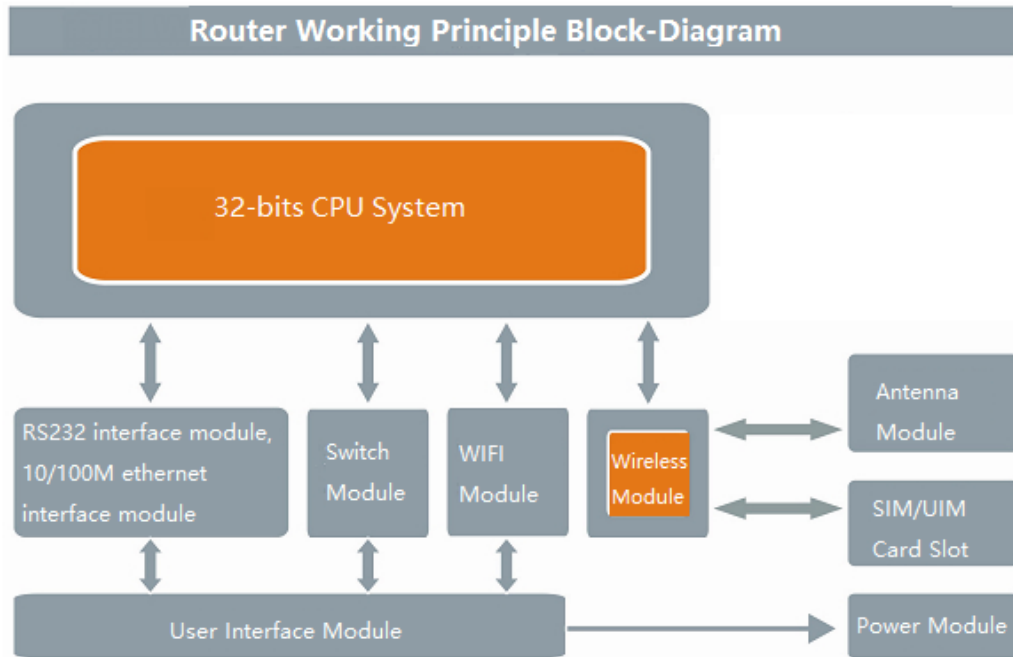 Router Working Principle Block-Diagram
32-bits CPU System
RS232 interface module,
10/100M ethernet
interface module
Switch
Module
WIFI
Module
Wireless
Module
Antenna
Module
SIM/UIM
Card Slot
User Interface Module
Power Module